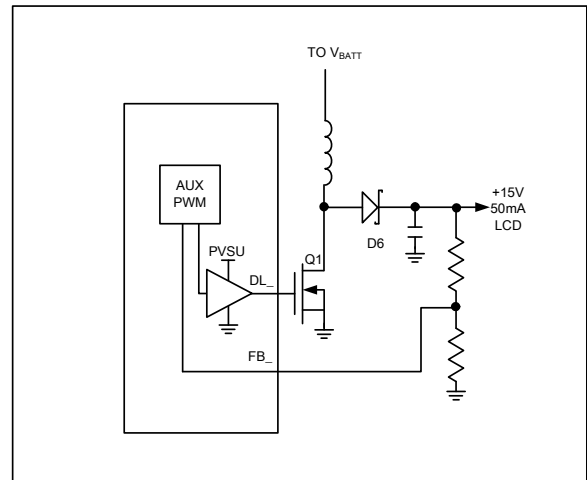 TO VBATT
AUX
PWM
PVSU
DL_
Q1
D6
+15V
50mA
LCD
FB_